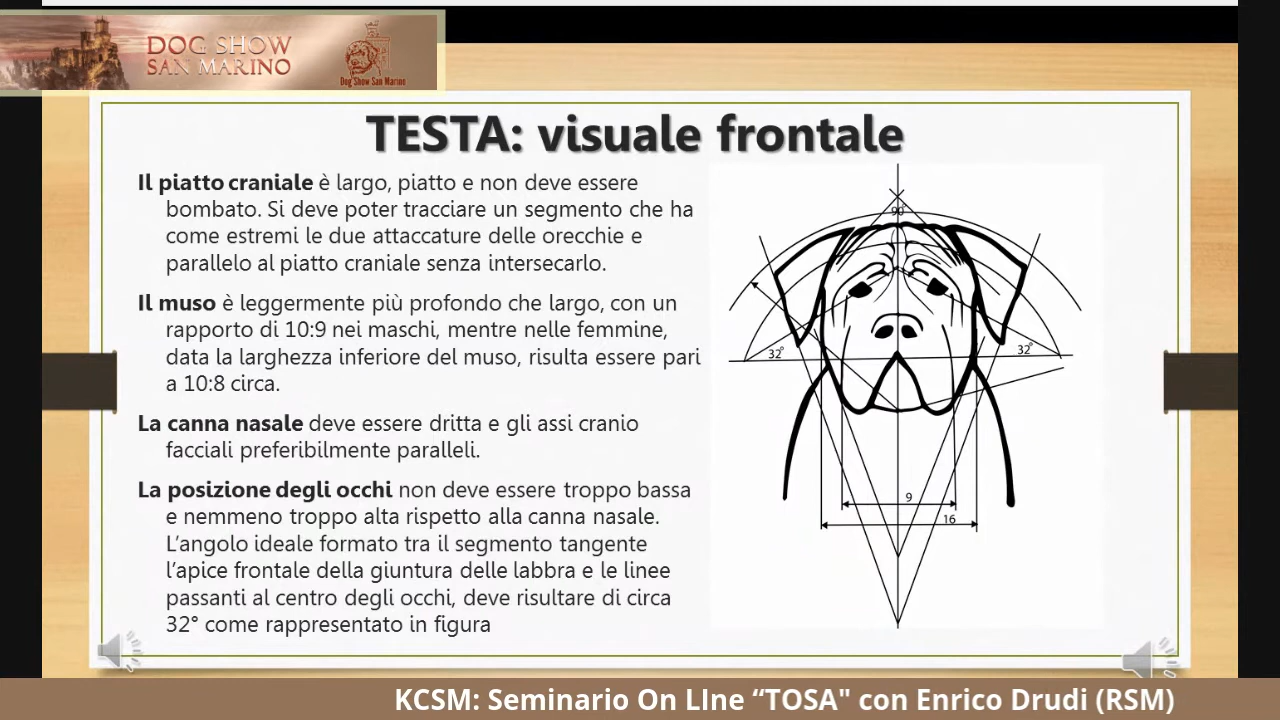 DOG SHOW
SAN MARINO
Dog Show San Marino
TESTA: visuale frontale
Il piatto craniale è largo, piatto e non deve essere
bombato. Si deve poter tracciare un segmento che ha
come estremi le due attaccature delle orecchie e
parallelo al piatto craniale senza intersecarlo.
Il muso è leggermente più profondo che largo, con un
rapporto di 10:9 nei maschi, mentre nelle femmine,
data la larghezza inferiore del muso, risulta essere pari
a 10:8 circa.
La canna nasale deve essere dritta e gli assi cranio
facciali preferibilmente paralleli.
La posizione degli occhi non deve essere troppo bassa
e nemmeno troppo alta rispetto alla canna nasale.
L’angolo ideale formato tra il segmento tangente
l’apice frontale della giuntura delle labbra e le linee
passanti al centro degli occhi, deve risultare di circa
32° come rappresentato in figura
90°
32°
32°
9
16
KCSM: Seminario On LIne “TOSA" con Enrico Drudi (RSM)